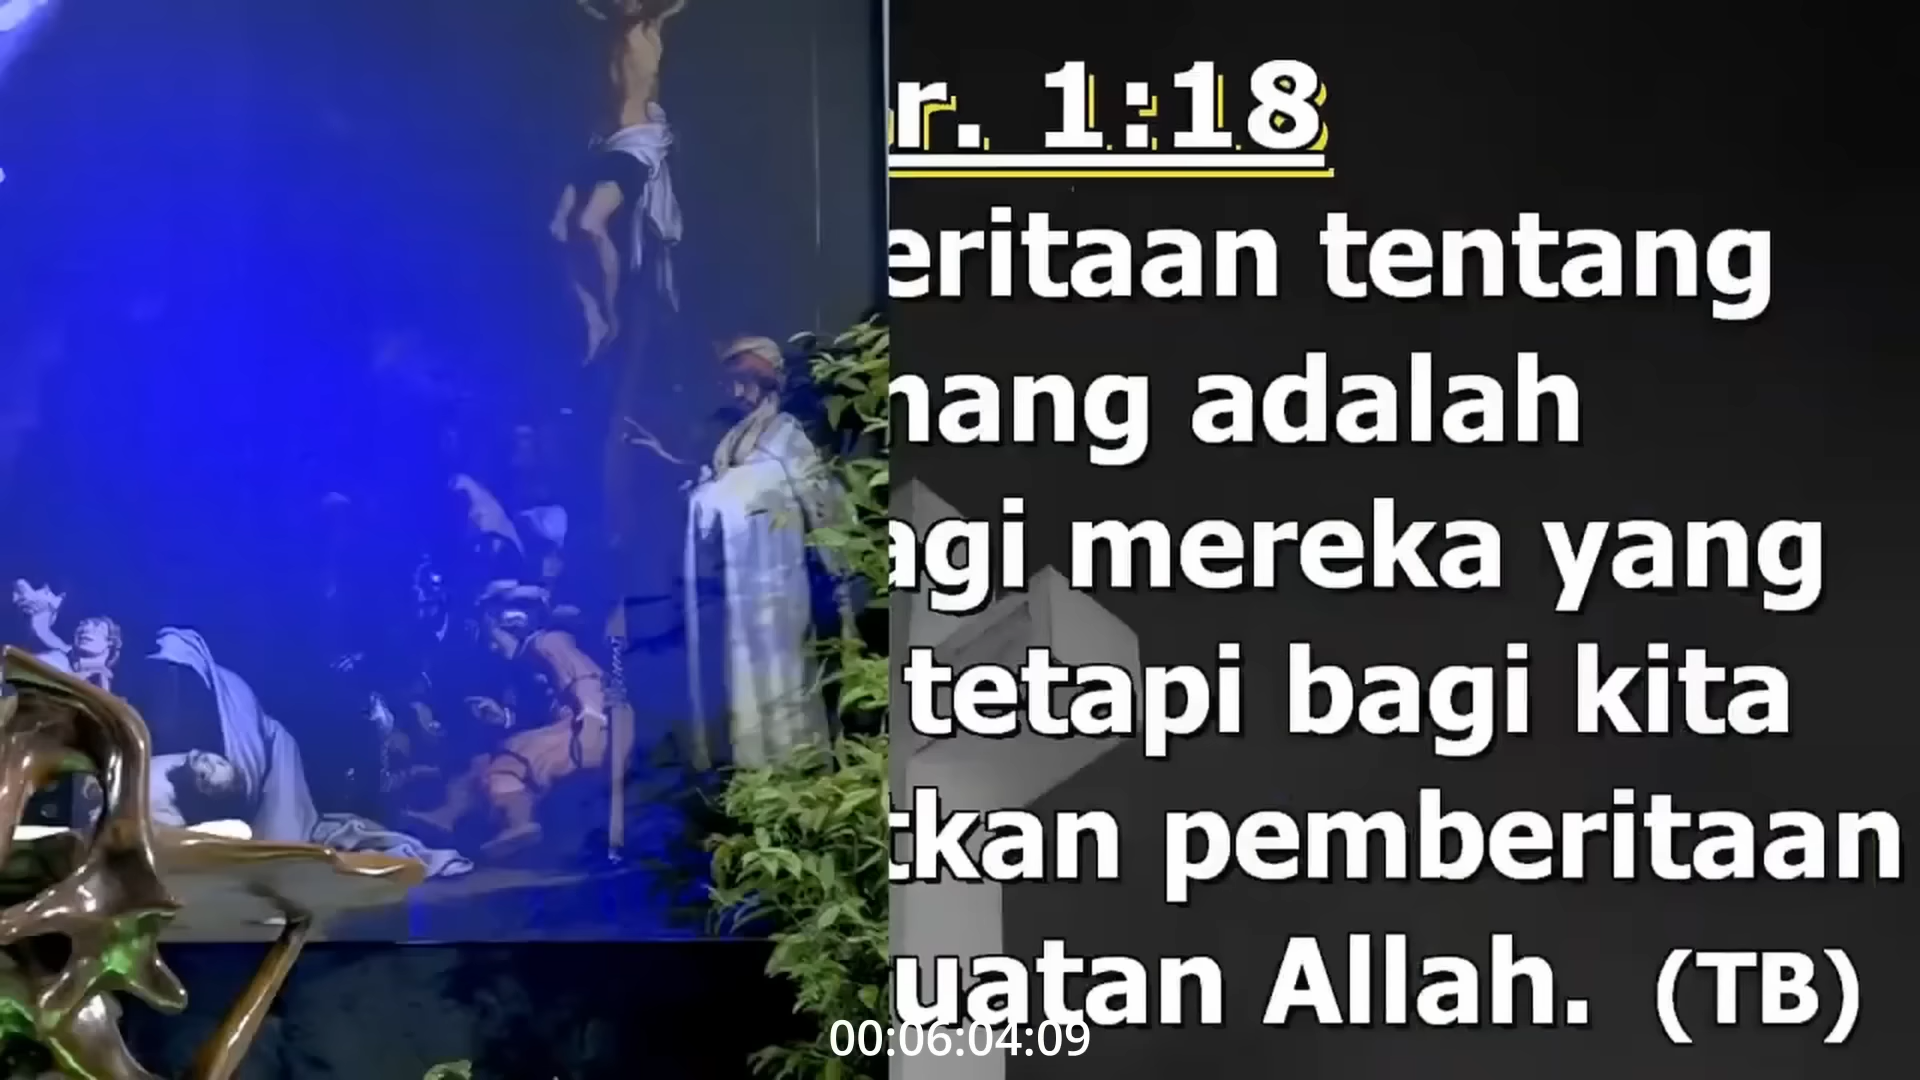 r. 1:18
eritaan tentang
nang adalah
agi mereka yang
tetapi bagi kita
tkan pemberitaan
uatan Allah. (TB)
00:06:04:09